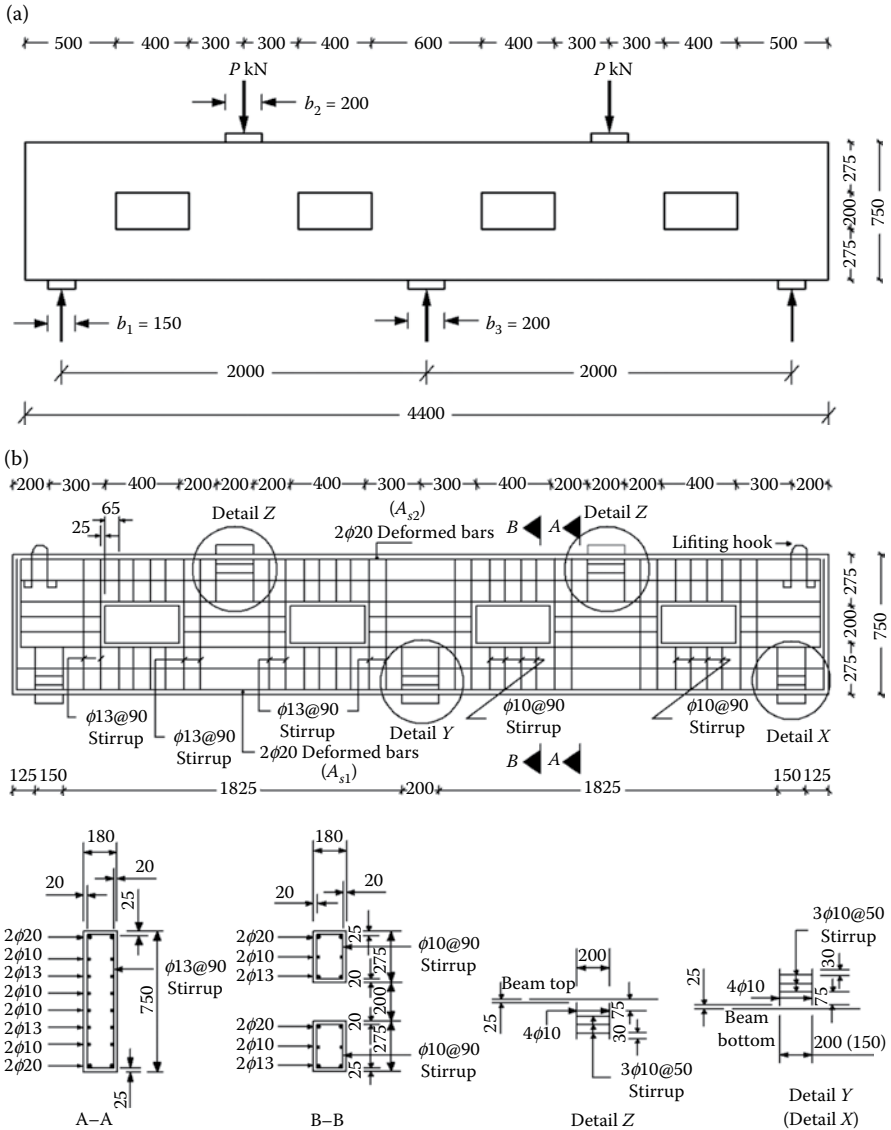 (a)
500 400 300 300 400 600 400 300 300 400 500
P kN
P kN
b2 = 200
275
200
275
750
b1 = 150
b3 = 200
2000
2000
4400
(b)
200 300 400 200 200 200 400 300 300 400 200 200 200 400 300 200
65
25
Detail Z
(As2)
2ϕ20 Deformed bars
B
A
Detail Z
Lifiting hook
275
200
275
750
ϕ13@90
Stirrup
ϕ13@90
Stirrup
ϕ13@90
Stirrup
2ϕ20 Deformed bars
(As1)
Detail Y
ϕ10@90
Stirrup
ϕ10@90
Stirrup
Detail X
B
A
125 150 1825 200 1825 150 125
180
20
20
25
2ϕ20
2ϕ10
2ϕ13
2ϕ10
2ϕ10
2ϕ13
2ϕ10
2ϕ20
ϕ13@90
Stirrup
750
25
A–A
180
20
20
25
2ϕ20
2ϕ10
2ϕ13
ϕ10@90
Stirrup
275
20
200
20
2ϕ20
2ϕ10
2ϕ13
275
ϕ10@90
Stirrup
25
B–B
200
Beam top
25
75
4ϕ10
30
3ϕ10@50
Stirrup
Detail Z
3ϕ10@50
Stirrup
30
25
4ϕ10
75
Beam
bottom
200 (150)
Detail Y
(Detail X)